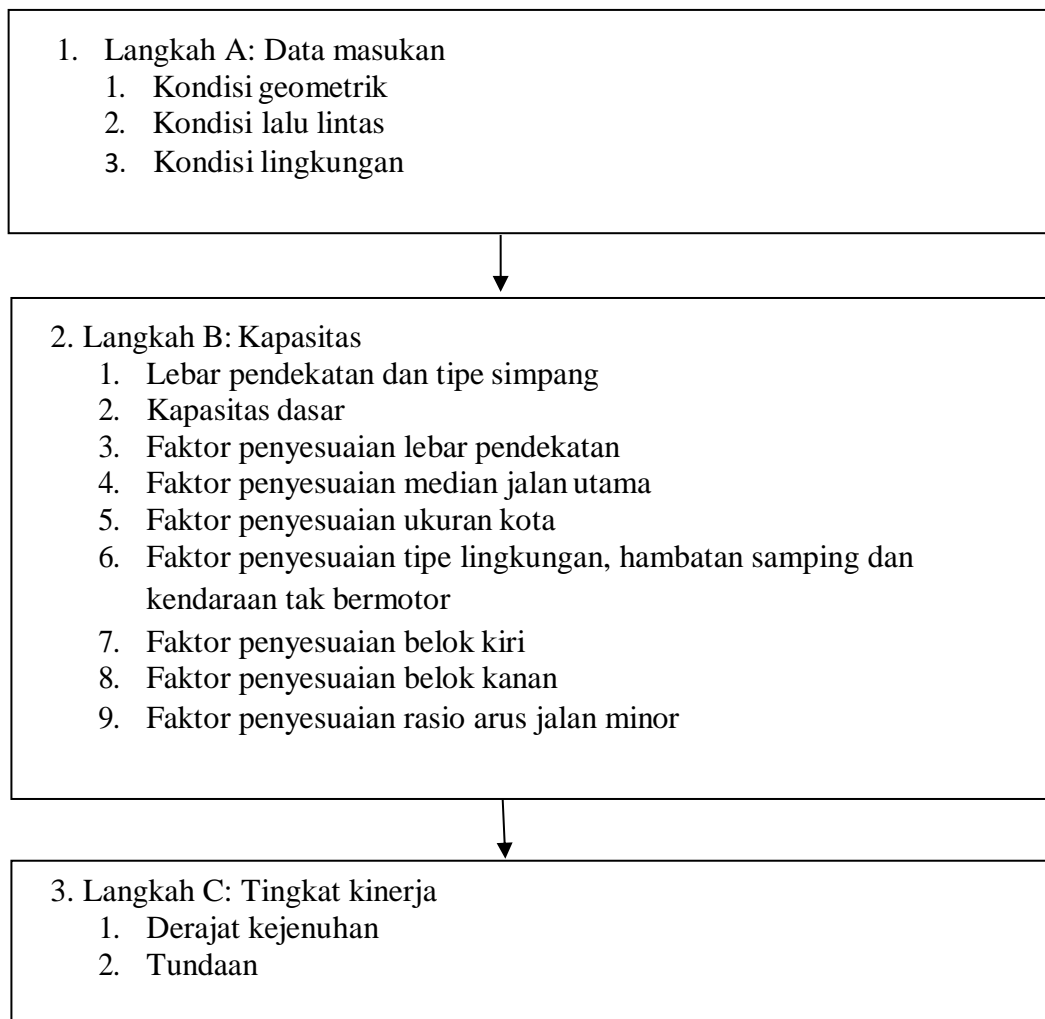 1. Langkah A: Data masukan
1. Kondisi geometrik
2. Kondisi lalu lintas
3. Kondisi lingkungan
2. Langkah B: Kapasitas
1. Lebar pendekatan dan tipe simpang
2. Kapasitas dasar
3. Faktor penyesuaian lebar pendekatan
4. Faktor penyesuaian median jalan utama
5. Faktor penyesuaian ukuran kota
6. Faktor penyesuaian tipe lingkungan, hambatan samping dan
kendaraan tak bermotor
7. Faktor penyesuaian belok kiri
8. Faktor penyesuaian belok kanan
9. Faktor penyesuaian rasio arus jalan minor
3. Langkah C: Tingkat kinerja
1. Derajat kejenuhan
2. Tundaan